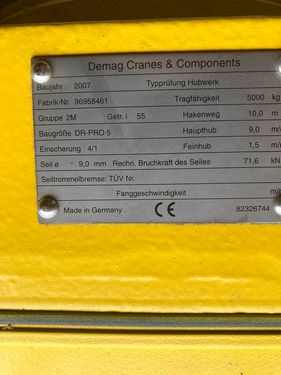 Demag Cranes & Components
Baujahr 2007 Typprüfung Hubwerk
Fabrik-Nr. 96958461 Tragfähigkeit 5000 kg
Gruppe 2M Getr. i 55 Hakenweg 10,0 m
Baugröße DR-PRO 5 Haupthub 9,0 m/
Einscherung 4/1 Feinhub 1,5 m/
Seil ø 9,0 mm Rechn. Bruchkraft des Seiles 71,6 kN
Seiltrommelbremse: TÜV Nr.
Fanggeschwindigkeit m/
Made in Germany CE 82326744